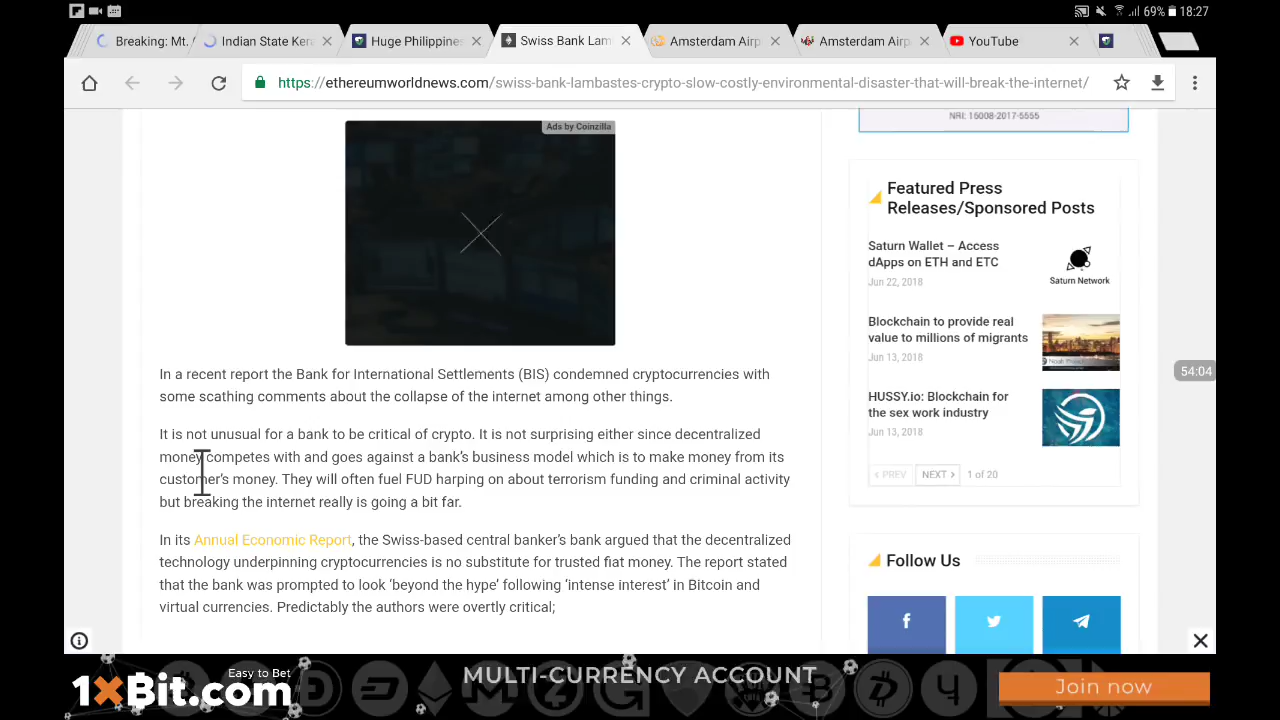 69% 18:27
Breaking: Mt.
Indian State Ker
Huge Philippines
Swiss Bank Lam
Amsterdam Airp
Amsterdam Airp
YouTube
https://ethereumworldnews.com/swiss-bank-lambastes-crypto-slow-costly-environmental-disaster-that-will-break-the-internet/
Ads by Coinzilla
In a recent report the Bank for International Settlements (BIS) condemned cryptocurrencies with
some scathing comments about the collapse of the internet among other things.
It is not unusual for a bank to be critical of crypto. It is not surprising either since decentralized
money competes with and goes against a bank's business model which is to make money from its
customer's money. They will often fuel FUD harping on about terrorism funding and criminal activity
but breaking the internet really is going a bit far.
In its Annual Economic Report, the Swiss-based central banker's bank argued that the decentralized
technology underpinning cryptocurrencies is no substitute for trusted fiat money. The report stated
that the bank was prompted to look 'beyond the hype' following 'intense interest' in Bitcoin and
virtual currencies. Predictably the authors were overtly critical;
NRI: 15008-2017-5555
Featured Press
Releases/Sponsored Posts
Saturn Wallet – Access
dApps on ETH and ETC
Jun 22, 2018
Saturn Network
Blockchain to provide real
value to millions of migrants
Jun 13, 2018
HUSSY.io: Blockchain for
the sex work industry
Jun 13, 2018
< PREV NEXT > 1 of 20
Follow Us
54:04
Easy to Bet
1XBit.com
MULTI-CURRENCY ACCOUNT
Join now